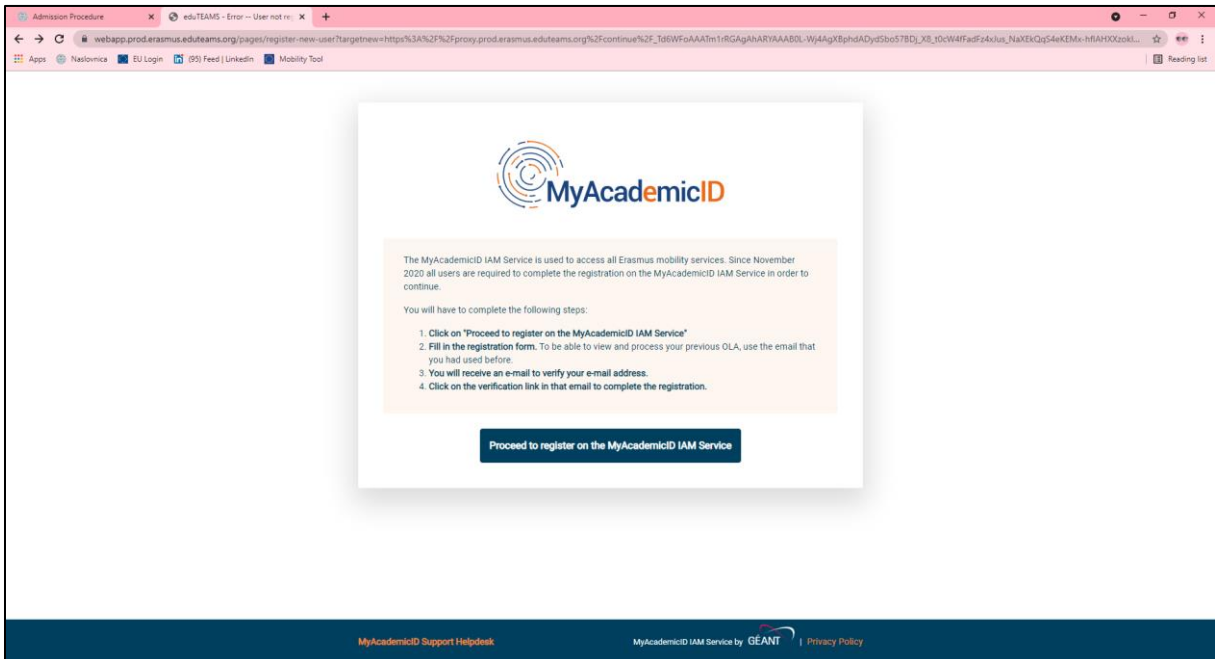 Admission Procedure
eduTEAMS - Error -- User not re
webapp.prod.erasmus.eduteams.org/pages/register-new-user?targetnew=https%3A%2F%2Fproxy.prod.erasmus.eduteams.org%2Fcontinue%2F
Apps Naslovnica EU Login (95) Feed | LinkedIn Mobility Tool Reading list
MyAcademicID
The MyAcademicID IAM Service is used to access all Erasmus mobility services. Since November
2020 all users are required to complete the registration on the MyAcademicID IAM Service in order to
continue.
You will have to complete the following steps:
1. Click on "Proceed to register on the MyAcademicID IAM Service"
2. Fill in the registration form. To be able to view and process your previous OLA, use the email that
you had used before.
3. You will receive an e-mail to verify your e-mail address.
4. Click on the verification link in that email to complete the registration.
Proceed to register on the MyAcademicID IAM Service
MyAcademicID Support Helpdesk MyAcademicID IAM Service by GÉANT | Privacy Policy